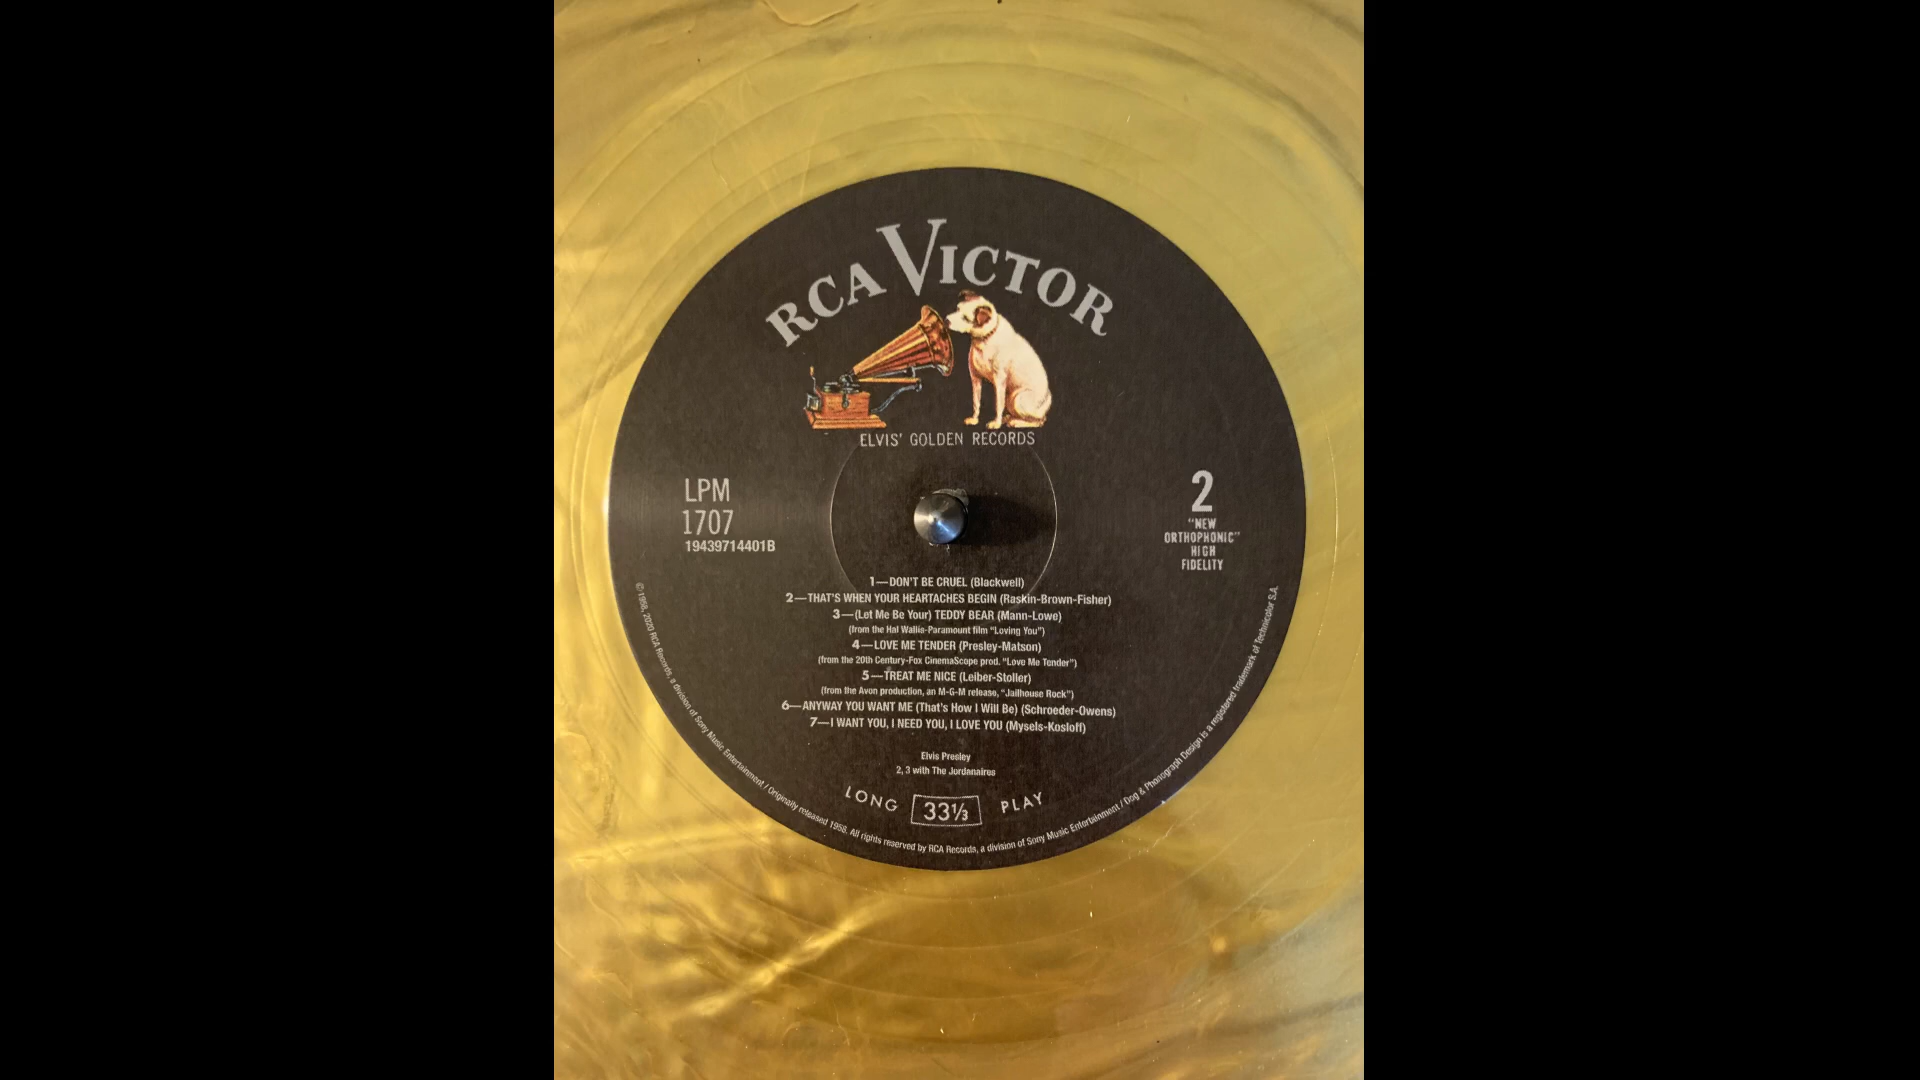 RCA VICTOR
ELVIS' GOLDEN RECORDS
LPM
1707
19439714401B
2
"NEW
ORTHOPHONIC"
HIGH
FIDELITY
1—DON'T BE CRUEL (Blackwell)
2—THAT'S WHEN YOUR HEARTACHES BEGIN (Raskin-Brown-Fisher)
3—(Let Me Be Your) TEDDY BEAR (Mann-Lowe)
(from the Hal Wallis-Paramount film "Loving You")
4—LOVE ME TENDER (Presley-Matson)
(from the 20th Century-Fox CinemaScope prod. "Love Me Tender")
5—TREAT ME NICE (Leiber-Stoller)
(from the Avon production, an M-G-M release, "Jailhouse Rock")
6—ANYWAY YOU WANT ME (That's How I Will Be) (Schroeder-Owens)
7—I WANT YOU, I NEED YOU, I LOVE YOU (Mysels-Kosloff)
Elvis Presley
2, 3 with The Jordanaires
LONG 33⅓ PLAY
©1958, 2020 RCA Records, a division of Sony Music Entertainment / Originally released 1958. All rights reserved by RCA Records, a division of Sony Music Entertainment / Dog & Phonograph Design is a registered trademark of Technicolor S.A.